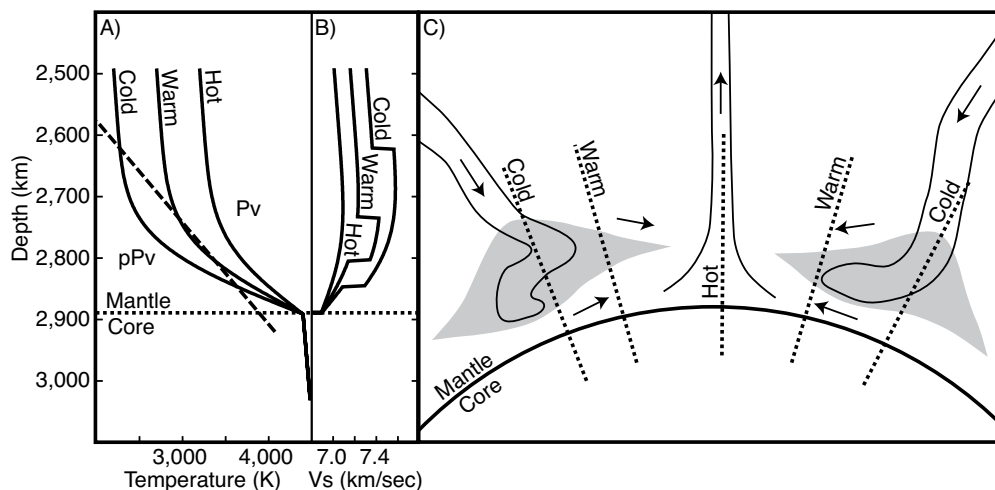 A)
B)
C)
Depth (km)
2,500
2,600
2,700
2,800
2,900
3,000
Cold
Warm
Hot
Pv
pPv
Mantle
Core
3,000
4,000
Temperature (K)
Cold
Warm
Hot
7.0
7.4
Vs (km/sec)
Cold
Warm
Hot
Warm
Cold
Mantle
Core